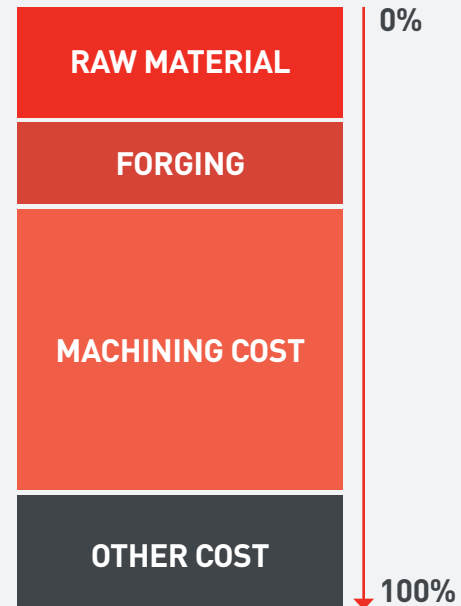 0%
RAW MATERIAL
FORGING
MACHINING COST
OTHER COST
100%